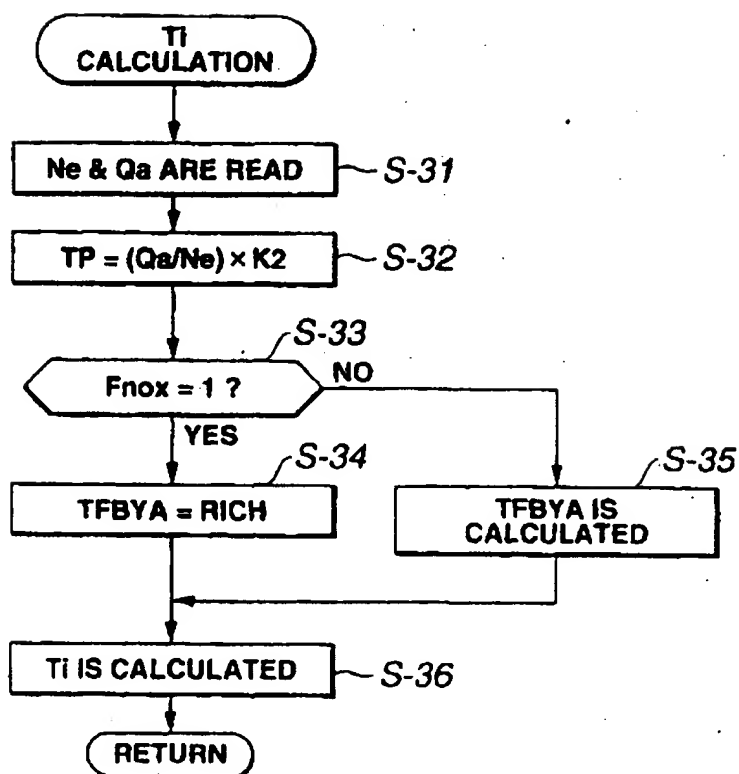 Ti
CALCULATION
Ne & Qa ARE READ
S-31
TP = (Qa/Ne) × K2
S-32
S-33
Fnox = 1 ?
NO
YES
S-34
TFBYA = RICH
S-35
TFBYA IS
CALCULATED
Ti IS CALCULATED
S-36
RETURN